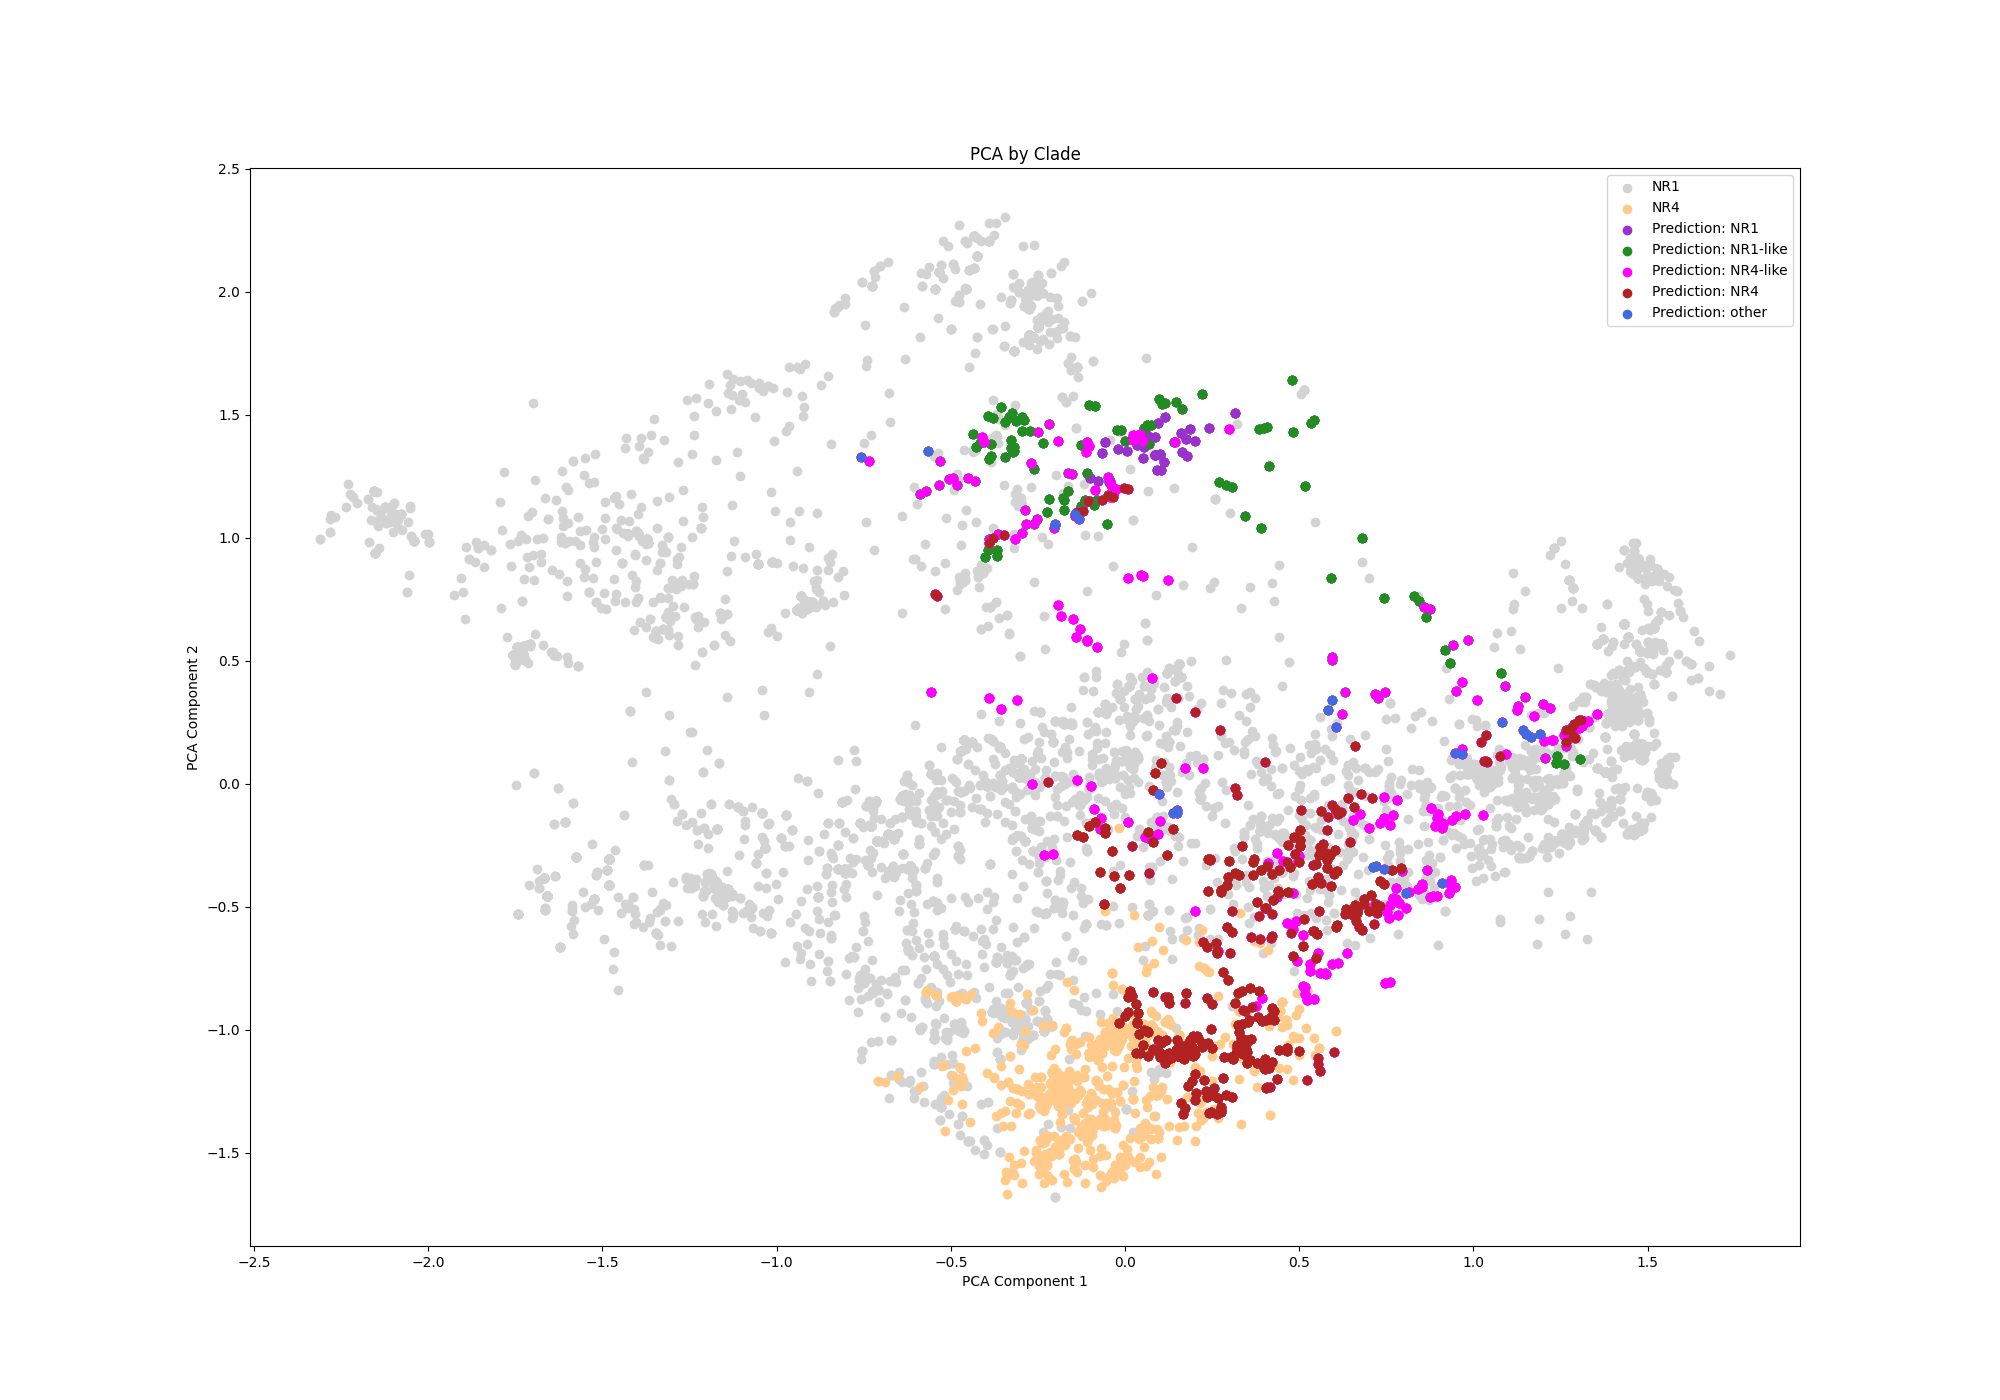 PCA by Clade
NR1
NR4
Prediction: NR1
Prediction: NR1-like
Prediction: NR4-like
Prediction: NR4
Prediction: other
PCA Component 2
2.5
2.0
1.5
1.0
0.5
0.0
−0.5
−1.0
−1.5
−2.5
−2.0
−1.5
−1.0
−0.5
0.0
0.5
1.0
1.5
PCA Component 1